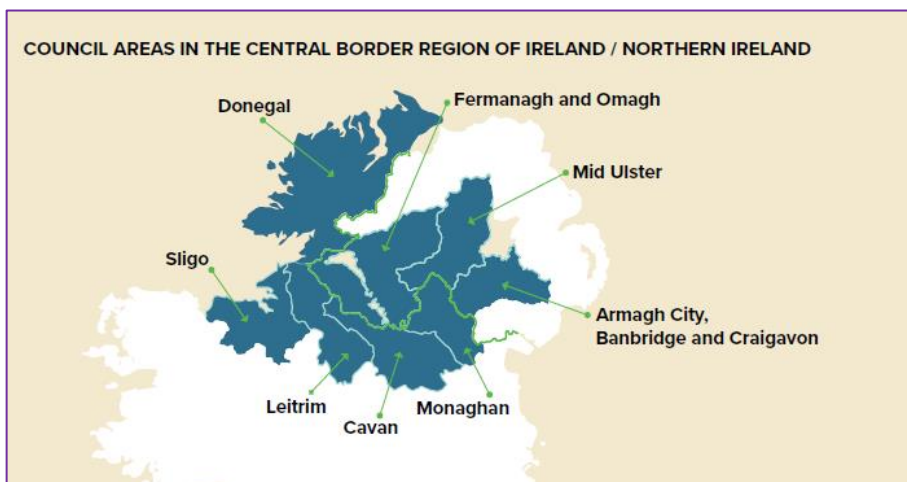 COUNCIL AREAS IN THE CENTRAL BORDER REGION OF IRELAND / NORTHERN IRELAND
Donegal
Fermanagh and Omagh
Mid Ulster
Sligo
Armagh City,
Banbridge and Craigavon
Leitrim
Monaghan
Cavan